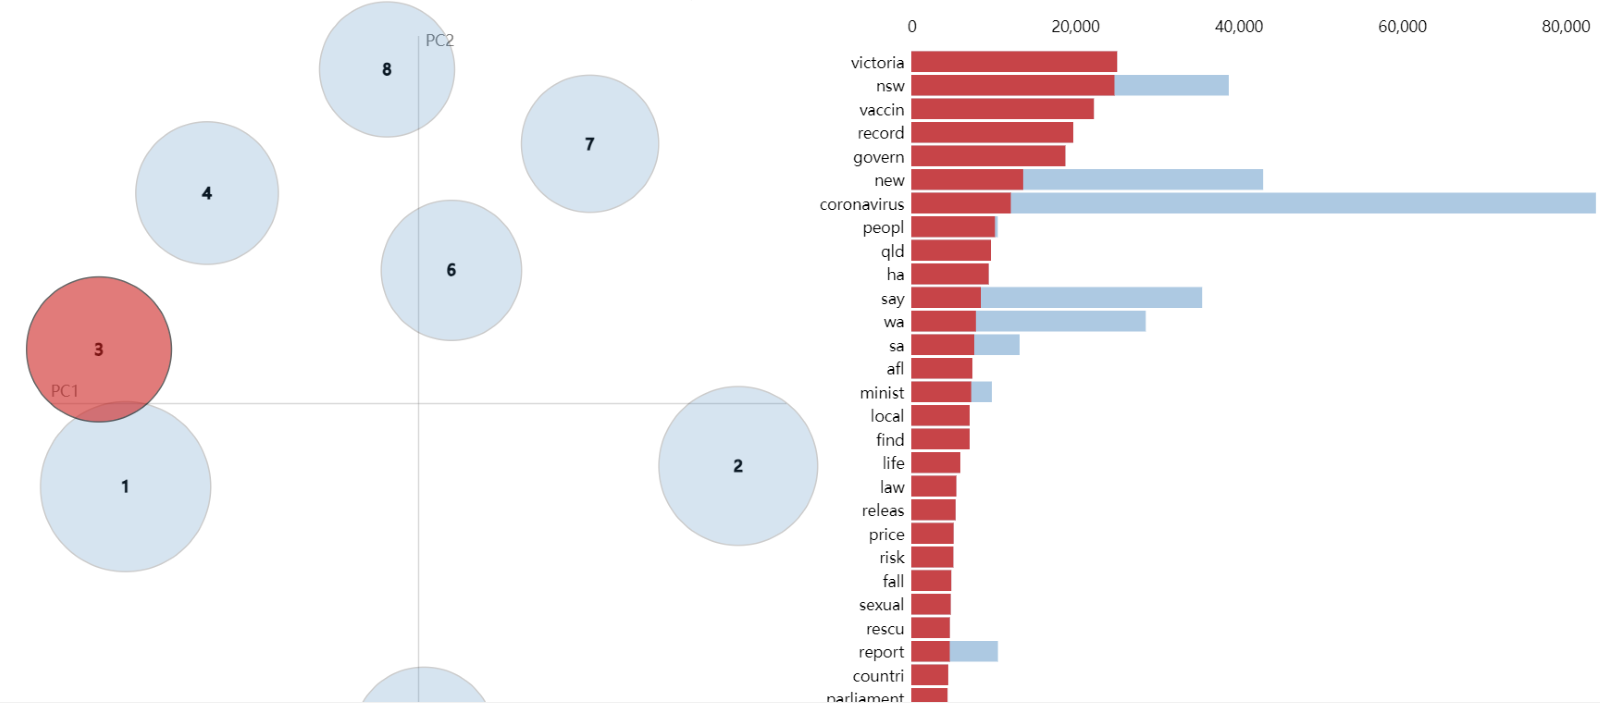 PC2
8
7
4
6
3
PC1
2
1
0 20,000 40,000 60,000 80,000
victoria
nsw
vaccin
record
govern
new
coronavirus
peopl
qld
ha
say
wa
sa
afl
minist
local
find
life
law
releas
price
risk
fall
sexual
rescu
report
countri
parliament